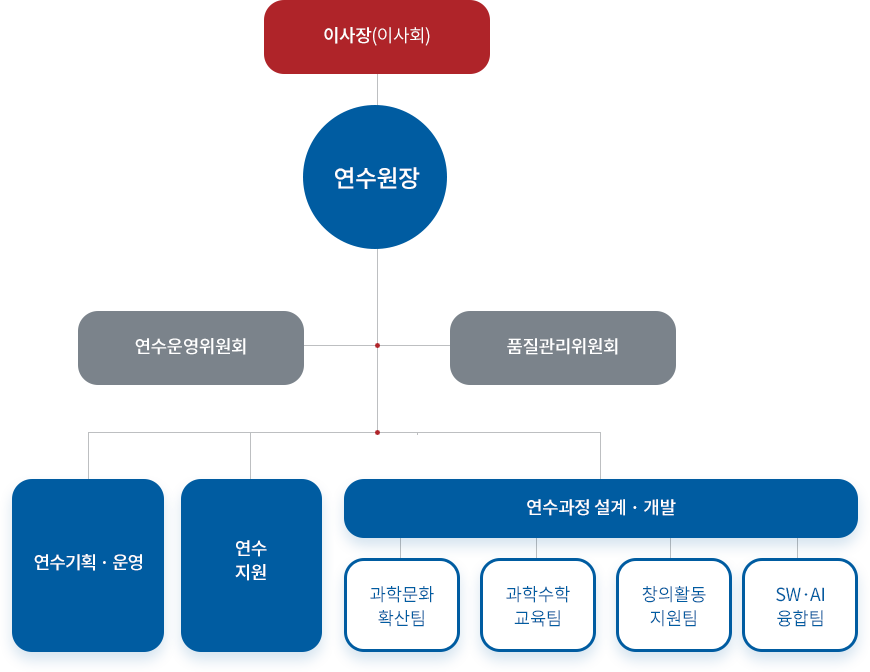 이사장(이사회)
연수원장
연수운영위원회
품질관리위원회
연수기획 · 운영
연수
지원
연수과정 설계 · 개발
과학문화
확산팀
과학수학
교육팀
창의활동
지원팀
SW·AI
융합팀